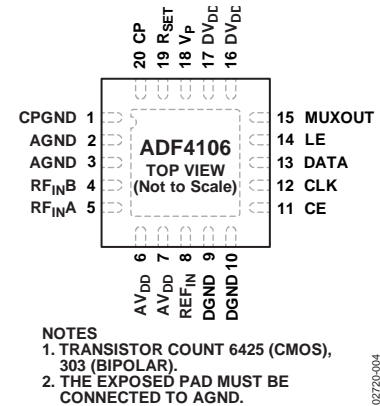 20 CP
19 RSET
18 VP
17 DVDD
16 DVDD
CPGND 1
AGND 2
AGND 3
RFINB 4
RFINA 5
ADF4106
TOP VIEW
(Not to Scale)
15 MUXOUT
14 LE
13 DATA
12 CLK
11 CE
AVDD 6
AVDD 7
REFIN 8
DGND 9
DGND 10
NOTES
1. TRANSISTOR COUNT 6425 (CMOS),
303 (BIPOLAR).
2. THE EXPOSED PAD MUST BE
CONNECTED TO AGND.
02720-004